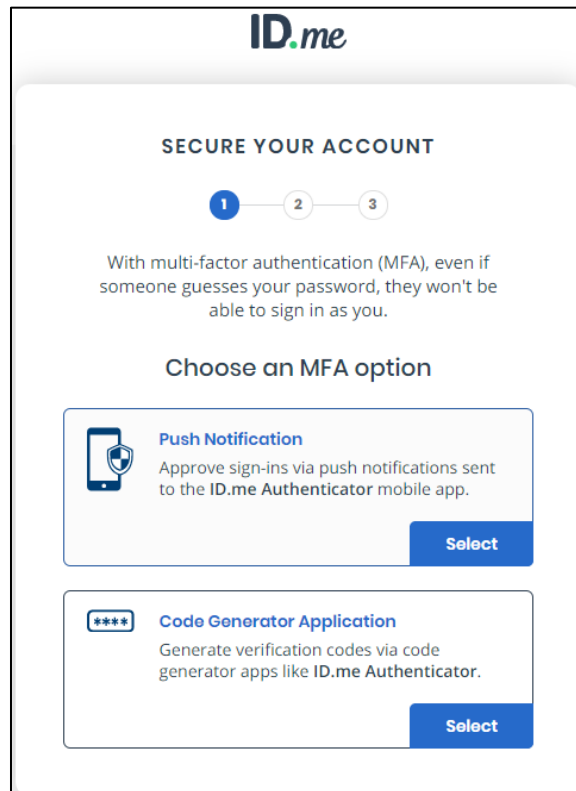 ID.me
SECURE YOUR ACCOUNT
1 2 3
With multi-factor authentication (MFA), even if
someone guesses your password, they won't be
able to sign in as you.
Choose an MFA option
Push Notification
Approve sign-ins via push notifications sent
to the ID.me Authenticator mobile app.
Select
****
Code Generator Application
Generate verification codes via code
generator apps like ID.me Authenticator.
Select